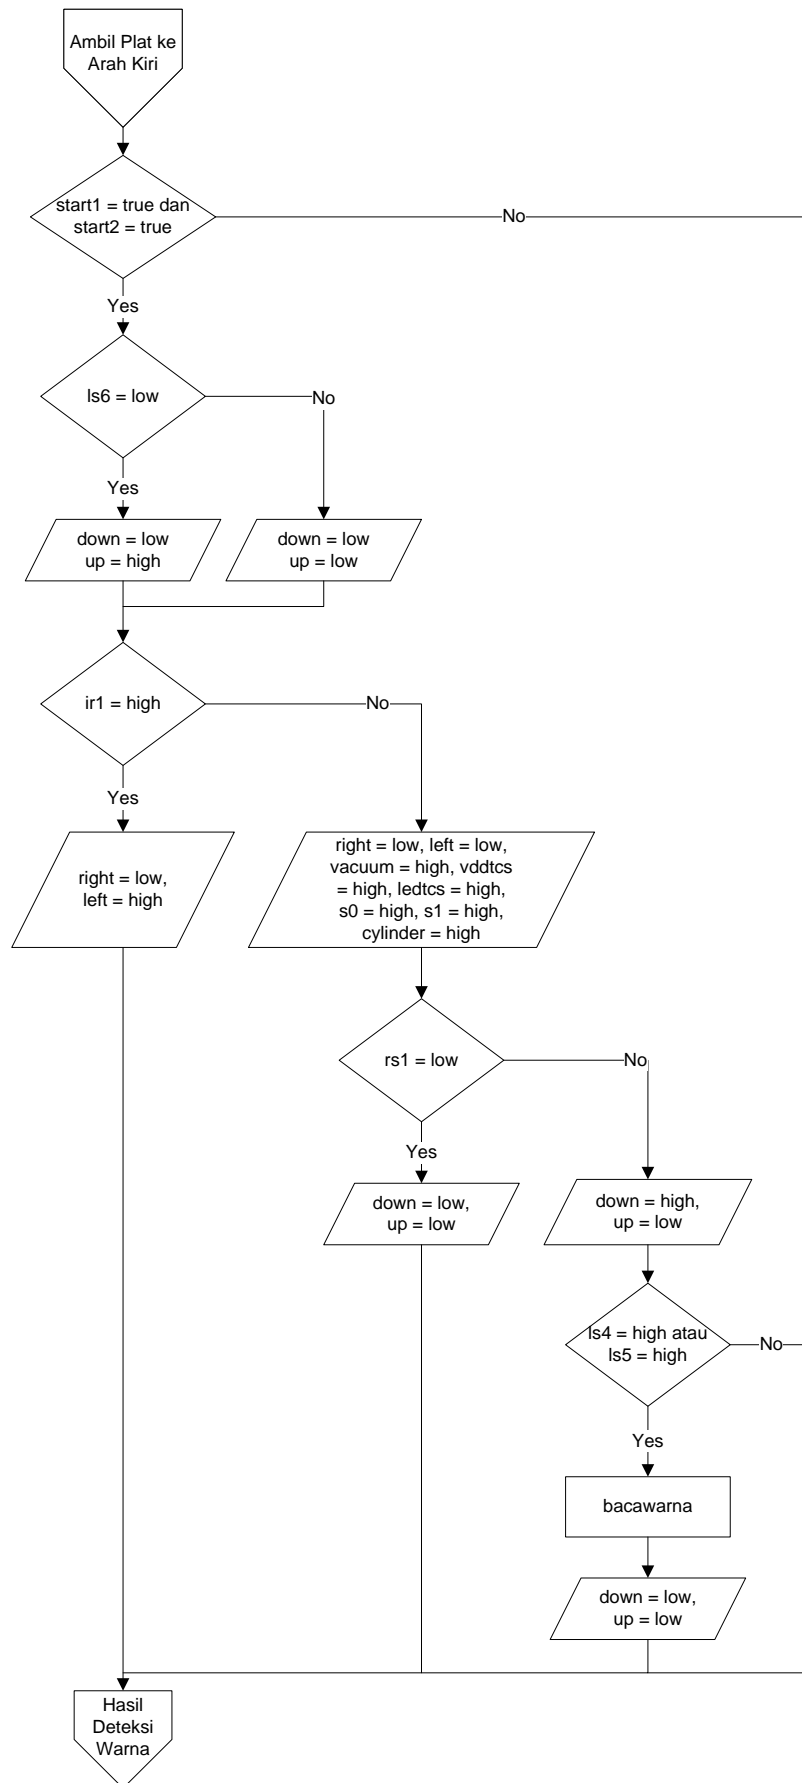 Ambil Plat ke
Arah Kiri
start1 = true dan
start2 = true
No
Yes
ls6 = low
No
Yes
down = low
up = high
down = low
up = low
ir1 = high
No
Yes
right = low,
left = high
right = low, left = low,
vacuum = high, vddtcs
= high, ledtcs = high,
s0 = high, s1 = high,
cylinder = high
rs1 = low
No
Yes
down = low,
up = low
down = high,
up = low
ls4 = high atau
ls5 = high
No
Yes
bacawarna
down = low,
up = low
Hasil
Deteksi
Warna